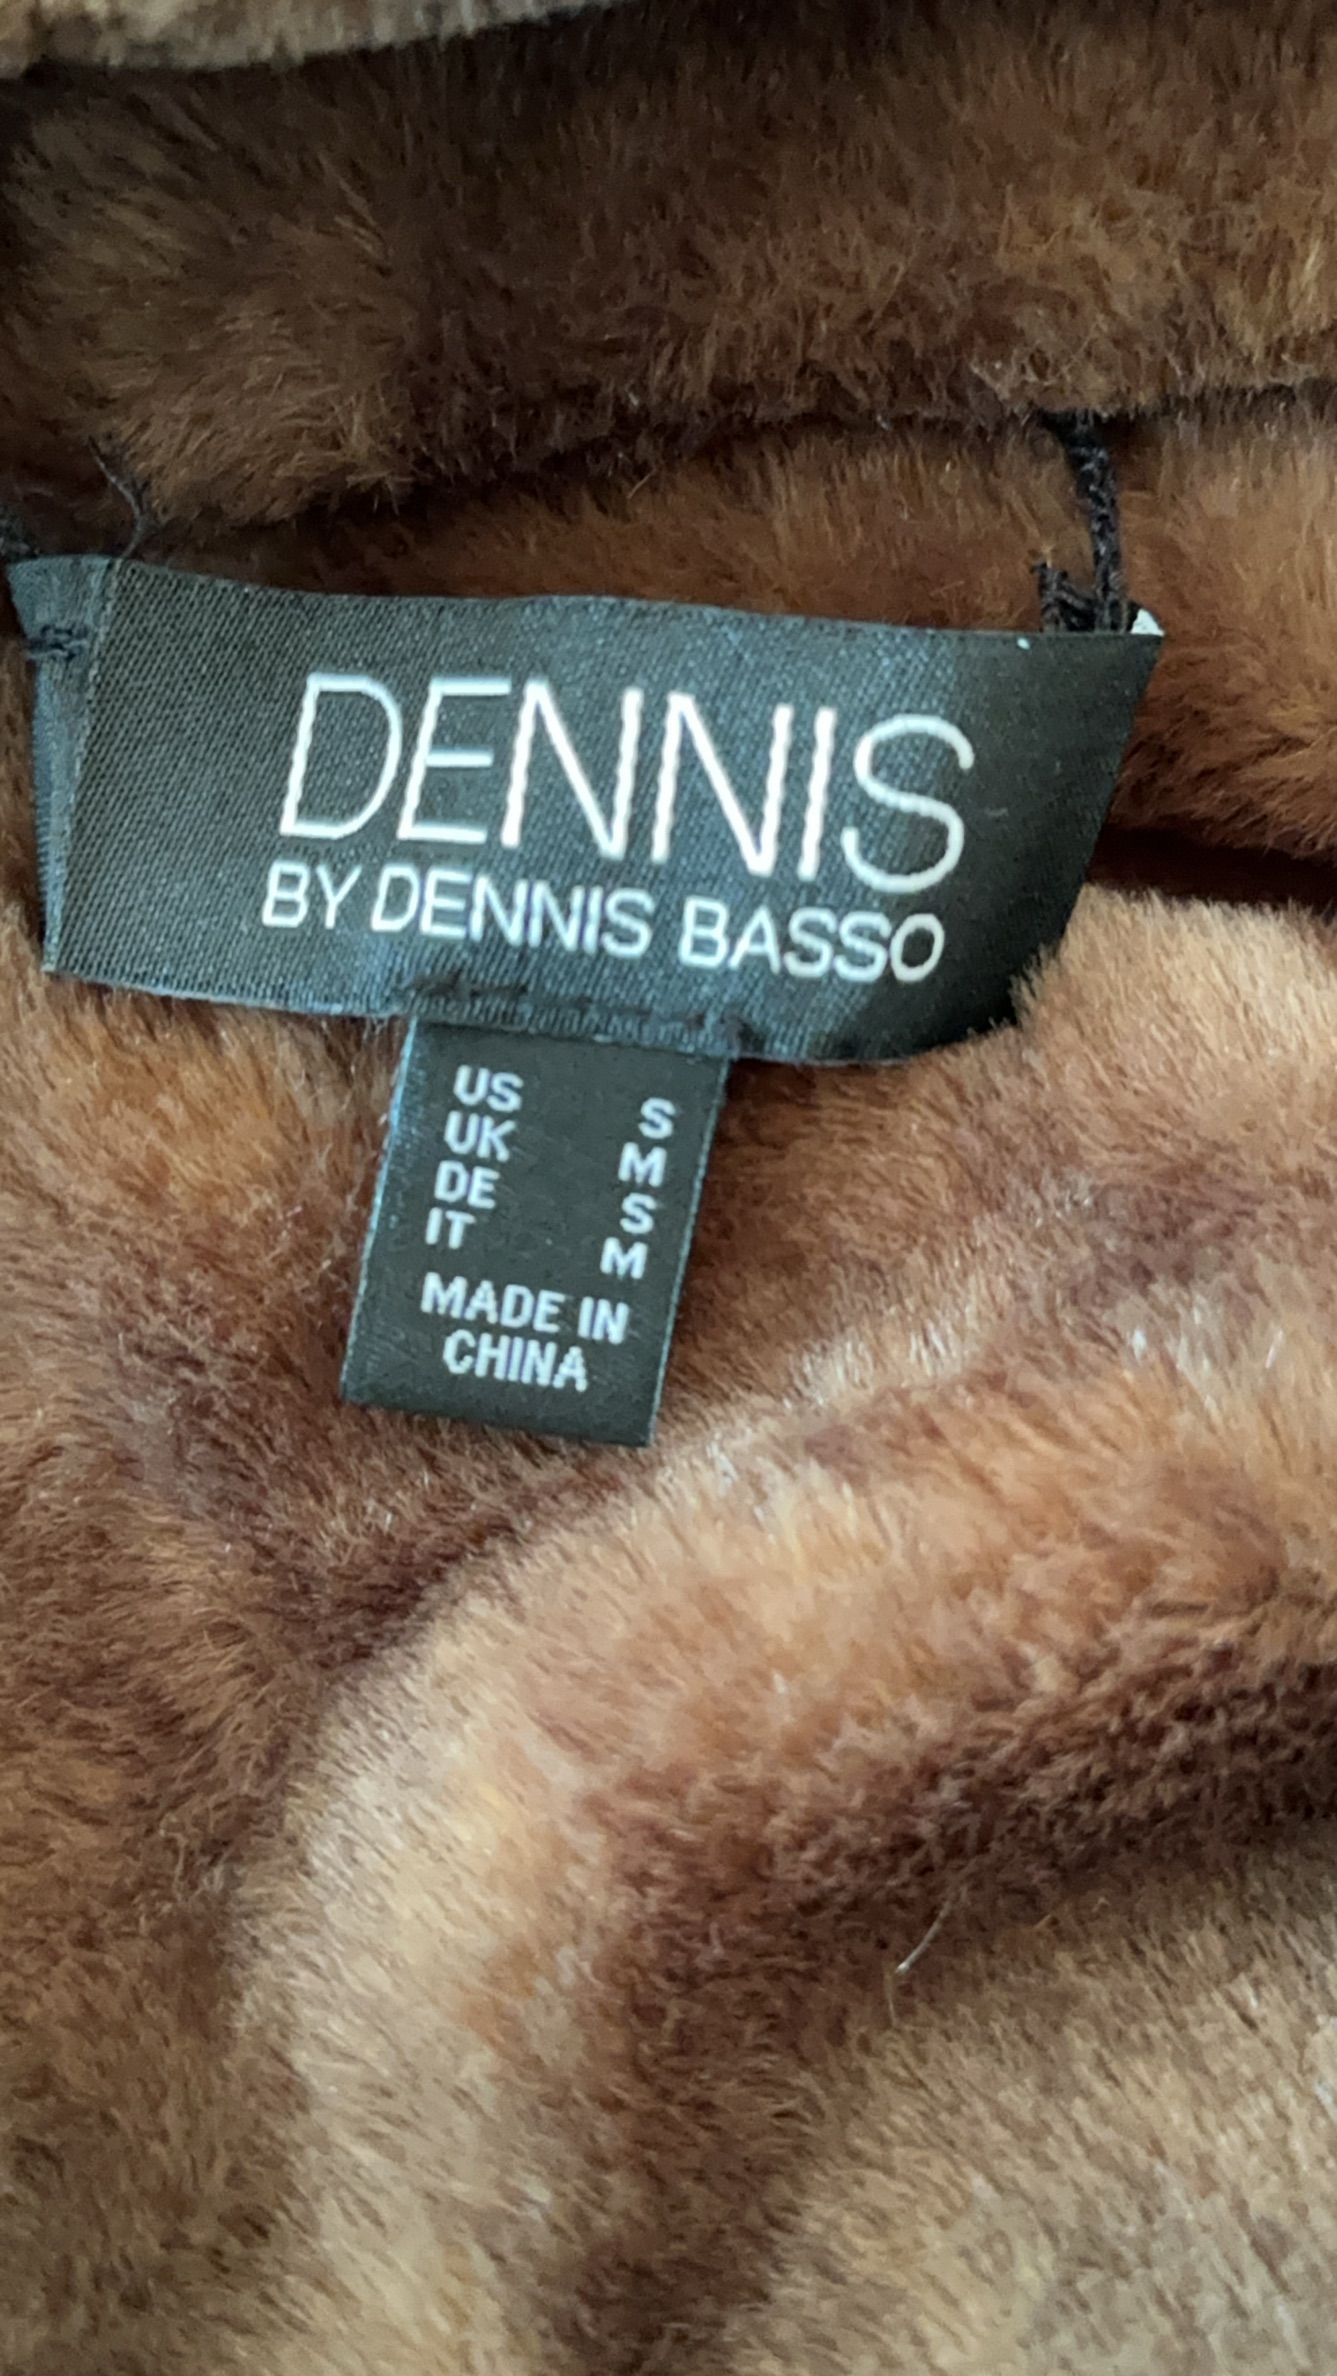 DENNIS
BY DENNIS BASSO
US S
UK M
DE S
IT M
MADE IN
CHINA